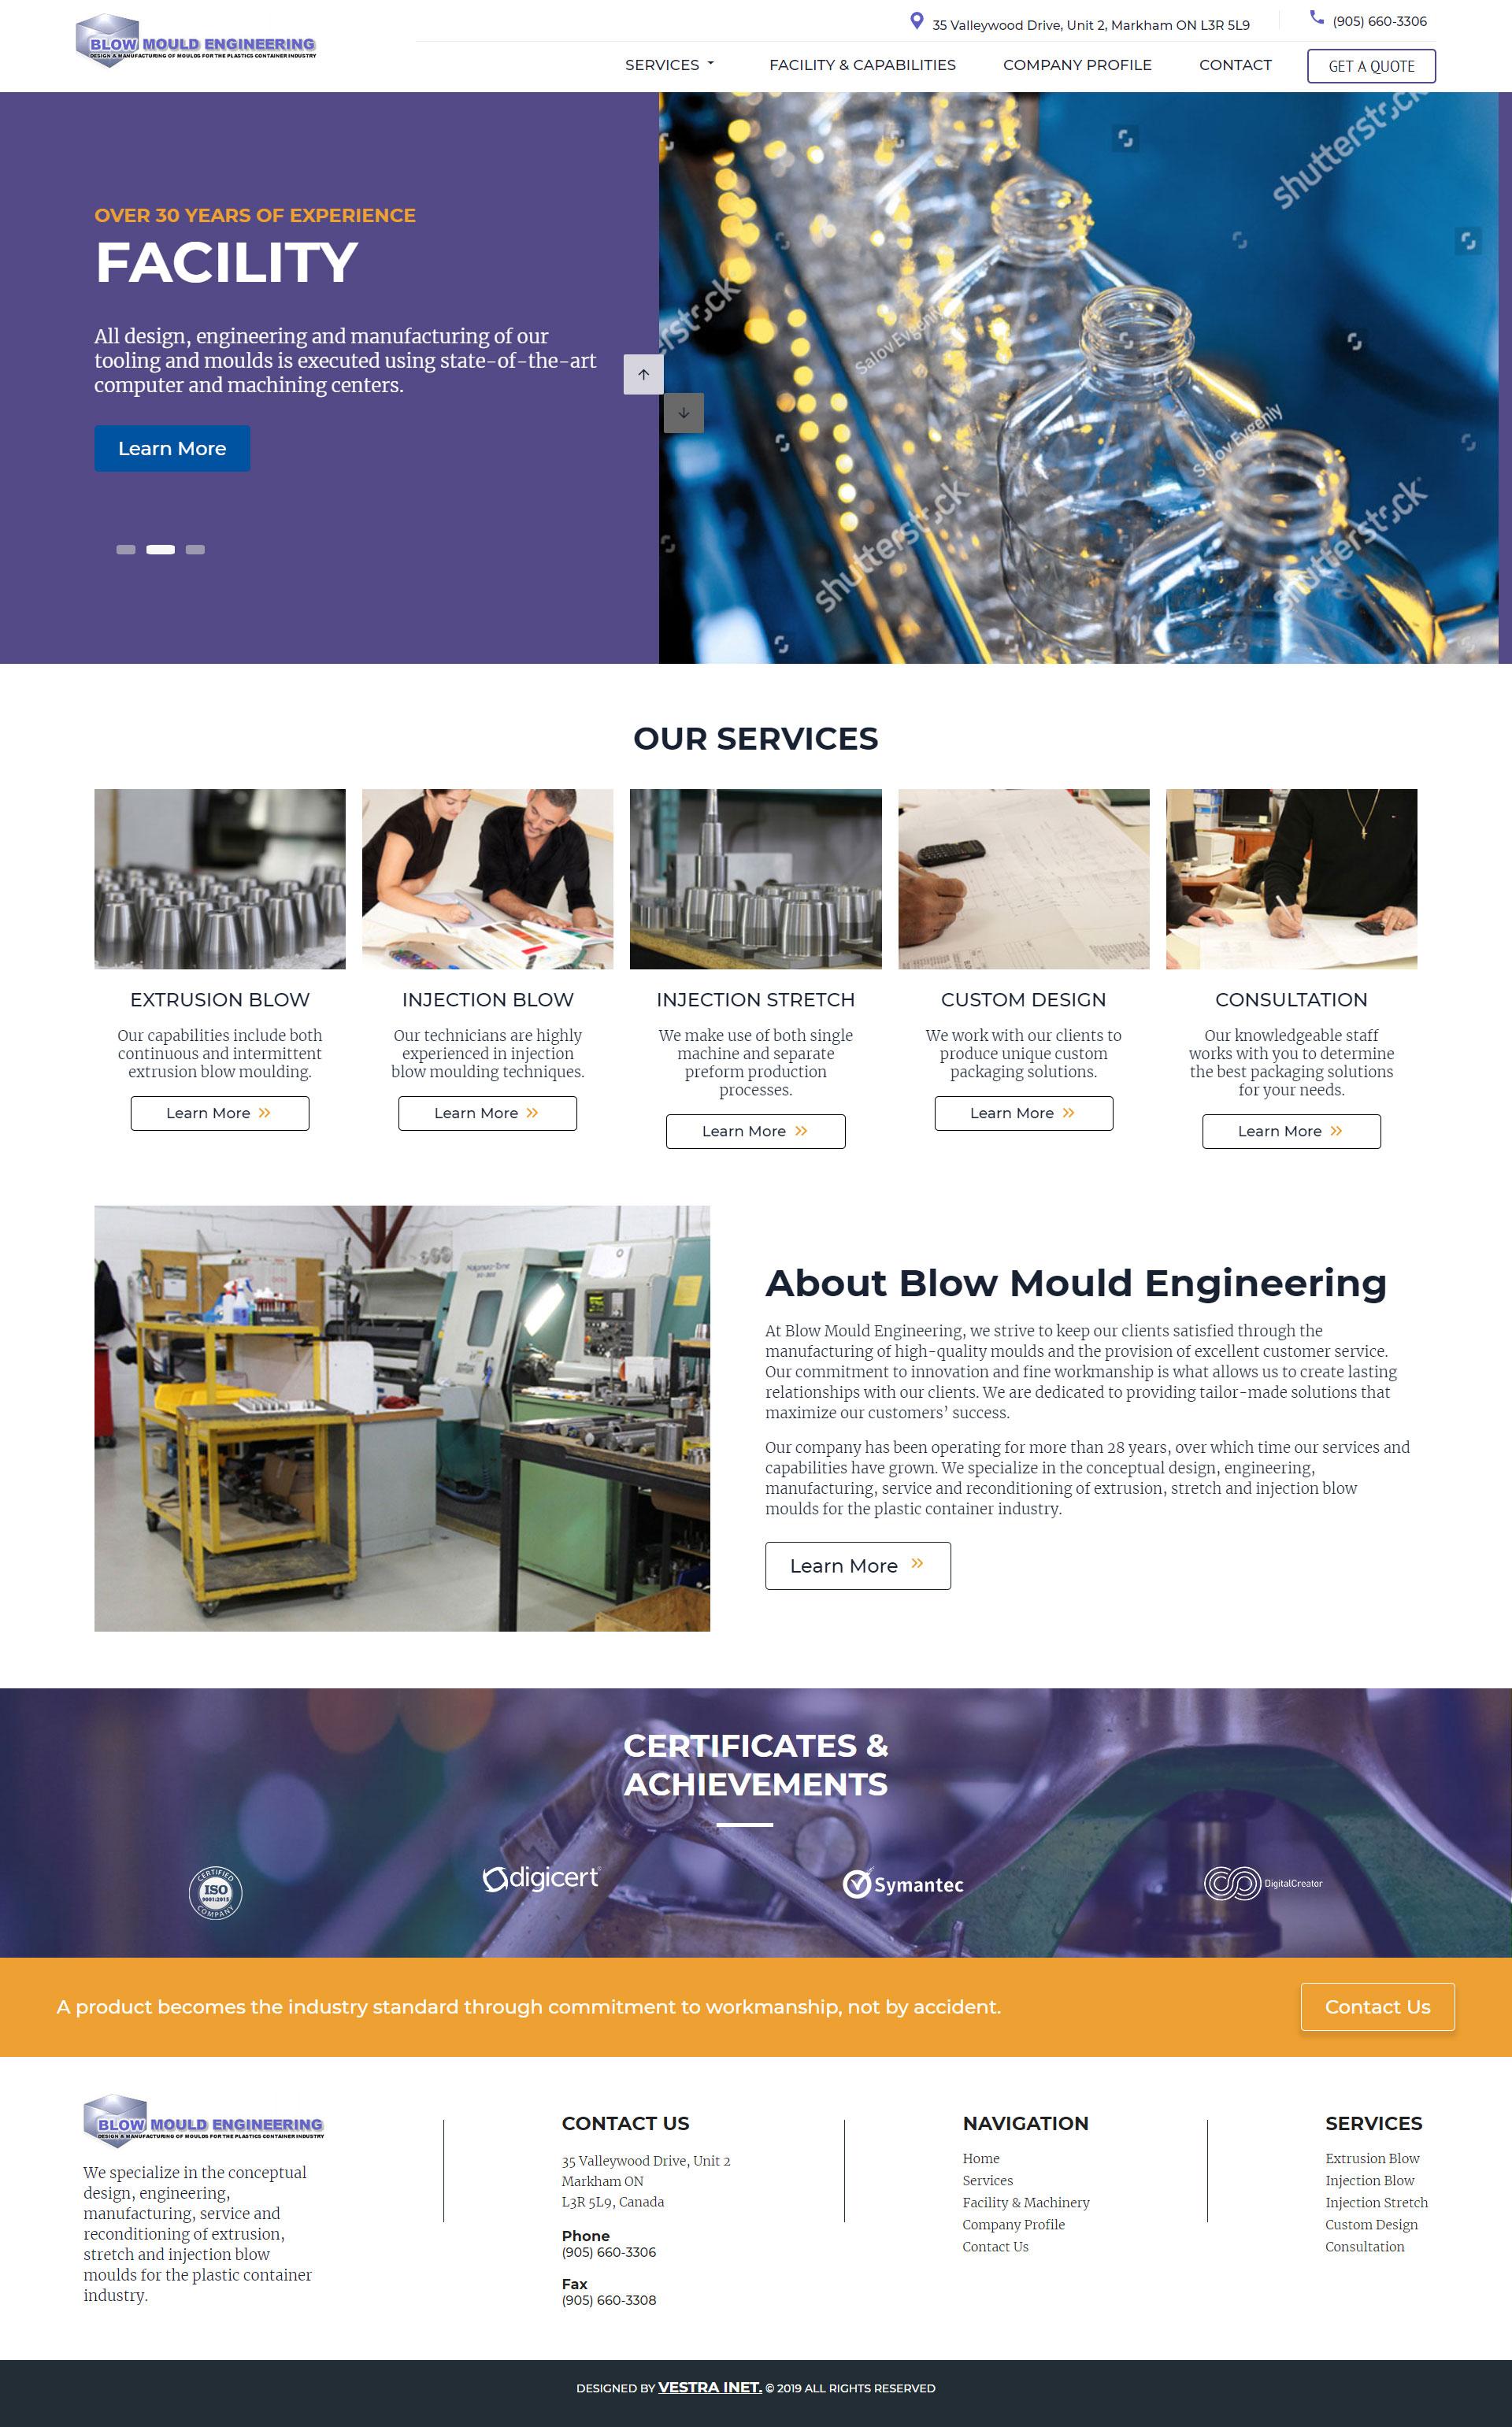 BLOW MOULD ENGINEERING
DESIGN & MANUFACTURING OF MOULDS FOR THE PLASTICS CONTAINER INDUSTRY
35 Valleywood Drive, Unit 2, Markham ON L3R 5L9
(905) 660-3306
SERVICES
FACILITY & CAPABILITIES
COMPANY PROFILE
CONTACT
GET A QUOTE
OVER 30 YEARS OF EXPERIENCE
FACILITY
All design, engineering and manufacturing of our
tooling and moulds is executed using state-of-the-art
computer and machining centers.
Learn More
shutterstock
Salov Evgeniy
Salov Evgeniy
shutterstock
shutterstock
OUR SERVICES
EXTRUSION BLOW
Our capabilities include both
continuous and intermittent
extrusion blow moulding.
Learn More
INJECTION BLOW
Our technicians are highly
experienced in injection
blow moulding techniques.
Learn More
INJECTION STRETCH
We make use of both single
machine and separate
preform production
processes.
Learn More
CUSTOM DESIGN
We work with our clients to
produce unique custom
packaging solutions.
Learn More
CONSULTATION
Our knowledgeable staff
works with you to determine
the best packaging solutions
for your needs.
Learn More
About Blow Mould Engineering
At Blow Mould Engineering, we strive to keep our clients satisfied through the
manufacturing of high-quality moulds and the provision of excellent customer service.
Our commitment to innovation and fine workmanship is what allows us to create lasting
relationships with our clients. We are dedicated to providing tailor-made solutions that
maximize our customers’ success.
Our company has been operating for more than 28 years, over which time our services and
capabilities have grown. We specialize in the conceptual design, engineering,
manufacturing, service and reconditioning of extrusion, stretch and injection blow
moulds for the plastic container industry.
Learn More
CERTIFICATES &
ACHIEVEMENTS
CERTIFIED
ISO
9001:2015
COMPANY
digicert
Symantec
DigitalCreator
A product becomes the industry standard through commitment to workmanship, not by accident.
Contact Us
BLOW MOULD ENGINEERING
DESIGN & MANUFACTURING OF MOULDS FOR THE PLASTICS CONTAINER INDUSTRY
We specialize in the conceptual
design, engineering,
manufacturing, service and
reconditioning of extrusion,
stretch and injection blow
moulds for the plastic container
industry.
CONTACT US
35 Valleywood Drive, Unit 2
Markham ON
L3R 5L9, Canada
Phone
(905) 660-3306
Fax
(905) 660-3308
NAVIGATION
Home
Services
Facility & Machinery
Company Profile
Contact Us
SERVICES
Extrusion Blow
Injection Blow
Injection Stretch
Custom Design
Consultation
DESIGNED BY VESTRA INET. © 2019 ALL RIGHTS RESERVED